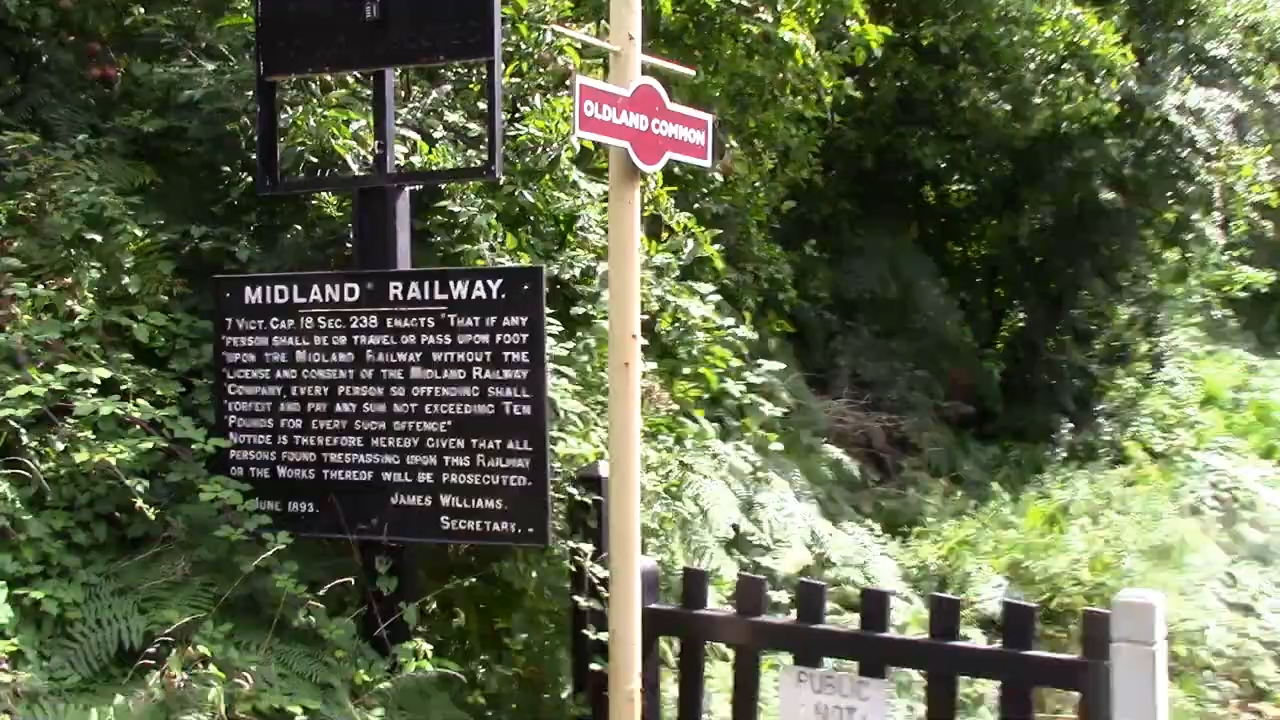 OLDLAND COMMON
MIDLAND RAILWAY.
7 VICT. CAP. 18 SEC. 238 ENACTS "THAT IF ANY
"PERSON SHALL BE OR TRAVEL OR PASS UPON FOOT
"UPON THE MIDLAND RAILWAY WITHOUT THE
"LICENSE AND CONSENT OF THE MIDLAND RAILWAY
"COMPANY, EVERY PERSON SO OFFENDING SHALL
"FORFEIT AND PAY ANY SUM NOT EXCEEDING TEN
"POUNDS FOR EVERY SUCH OFFENCE"
NOTICE IS THEREFORE HEREBY GIVEN THAT ALL
PERSONS FOUND TRESPASSING UPON THIS RAILWAY
OR THE WORKS THEREOF WILL BE PROSECUTED.
JUNE 1893. JAMES WILLIAMS.
SECRETARY.
PUBLIC
NOT